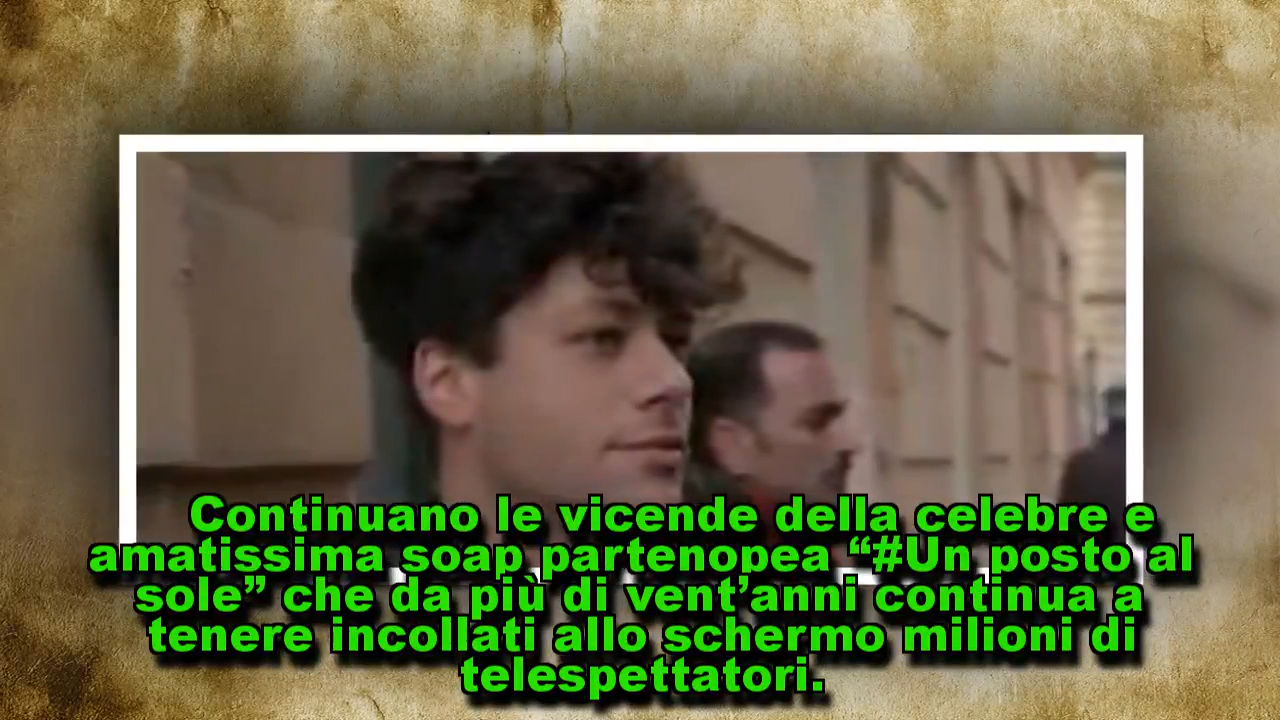 Continuano le vicende della celebre e
amatissima soap partenopea “#Un posto al
sole” che da più di vent’anni continua a
tenere incollati allo schermo milioni di
telespettatori.